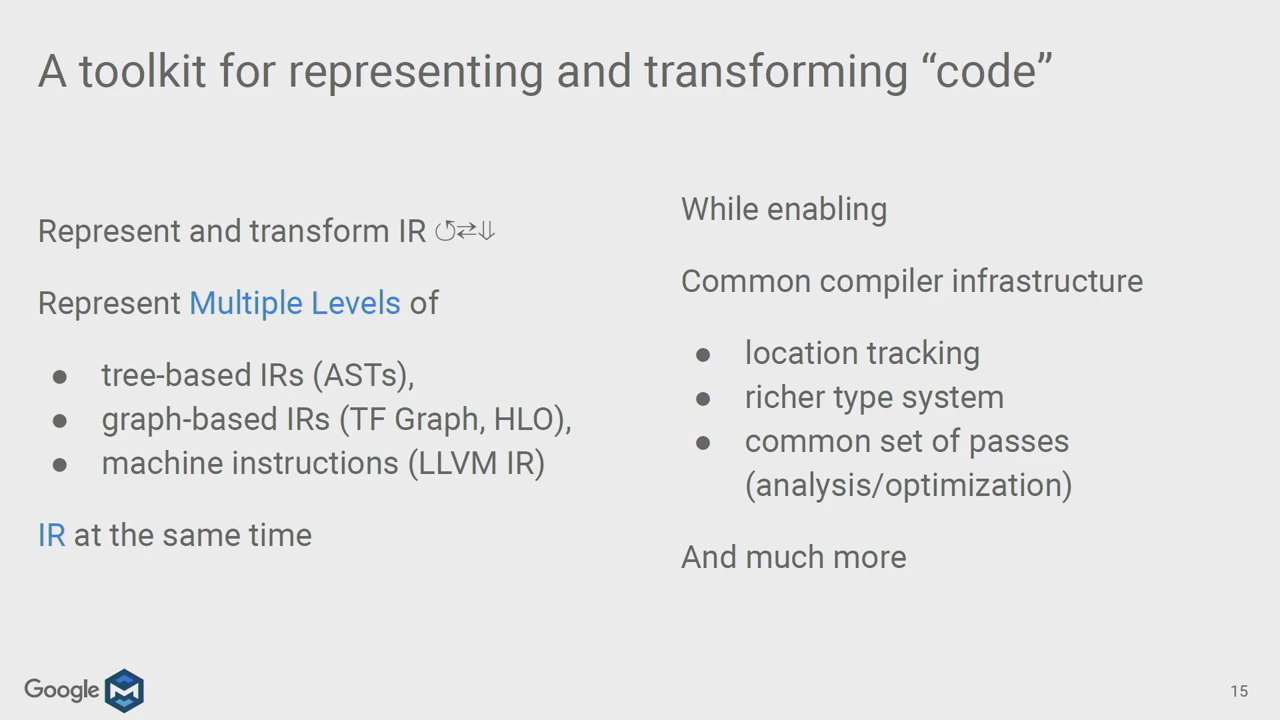 A toolkit for representing and transforming “code”
Represent and transform IR ↺⇄⇓
Represent Multiple Levels of
● tree-based IRs (ASTs),
● graph-based IRs (TF Graph, HLO),
● machine instructions (LLVM IR)
IR at the same time
While enabling
Common compiler infrastructure
● location tracking
● richer type system
● common set of passes
(analysis/optimization)
And much more
Google
15